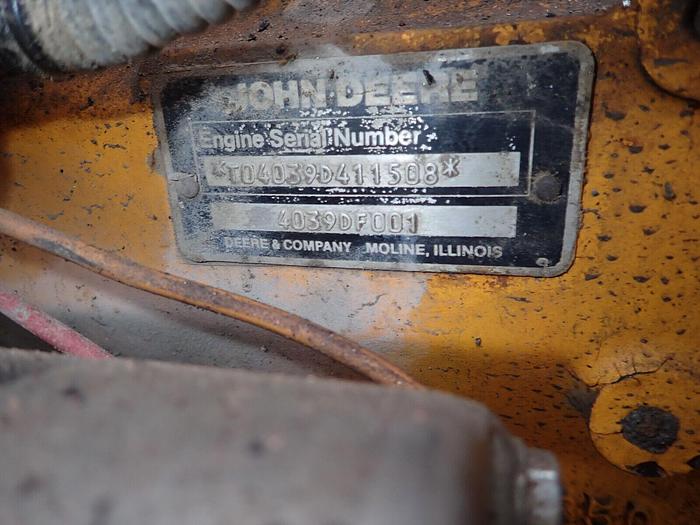 JOHN DEERE
Engine Serial Number
*T04039D411508*
4039DF001
DEERE & COMPANY MOLINE, ILLINOIS